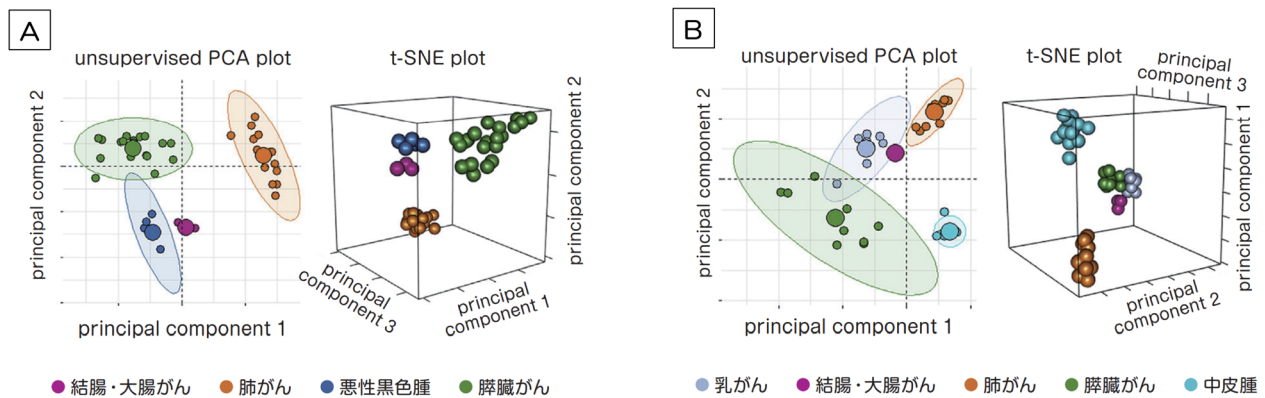 A
unsupervised PCA plot
t-SNE plot
principal component 2
principal component 1
principal component 2
principal
component 3
principal
component 1
結腸・大腸がん
肺がん
悪性黒色腫
膵臓がん
B
unsupervised PCA plot
t-SNE plot
principal component 2
principal component 1
principal
component 3
principal component 1
principal
component 2
乳がん
結腸・大腸がん
肺がん
膵臓がん
中皮腫